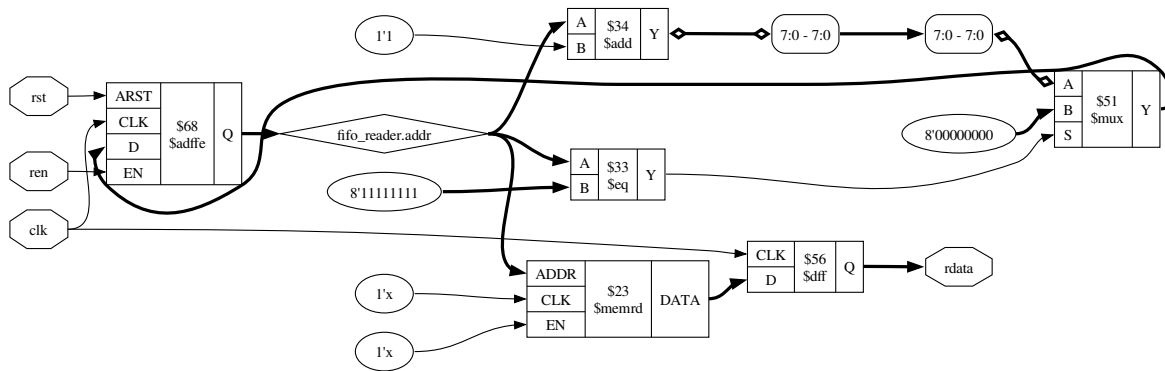 rst
ren
clk
ARST
CLK
D
EN
$68
$adffe
Q
fifo_reader.addr
1'1
A
B
$34
$add
Y
7:0 - 7:0
7:0 - 7:0
8'11111111
A
B
$33
$eq
Y
8'00000000
A
B
S
$51
$mux
Y
1'x
1'x
ADDR
CLK
EN
$23
$memrd
DATA
CLK
D
$56
$dff
Q
rdata